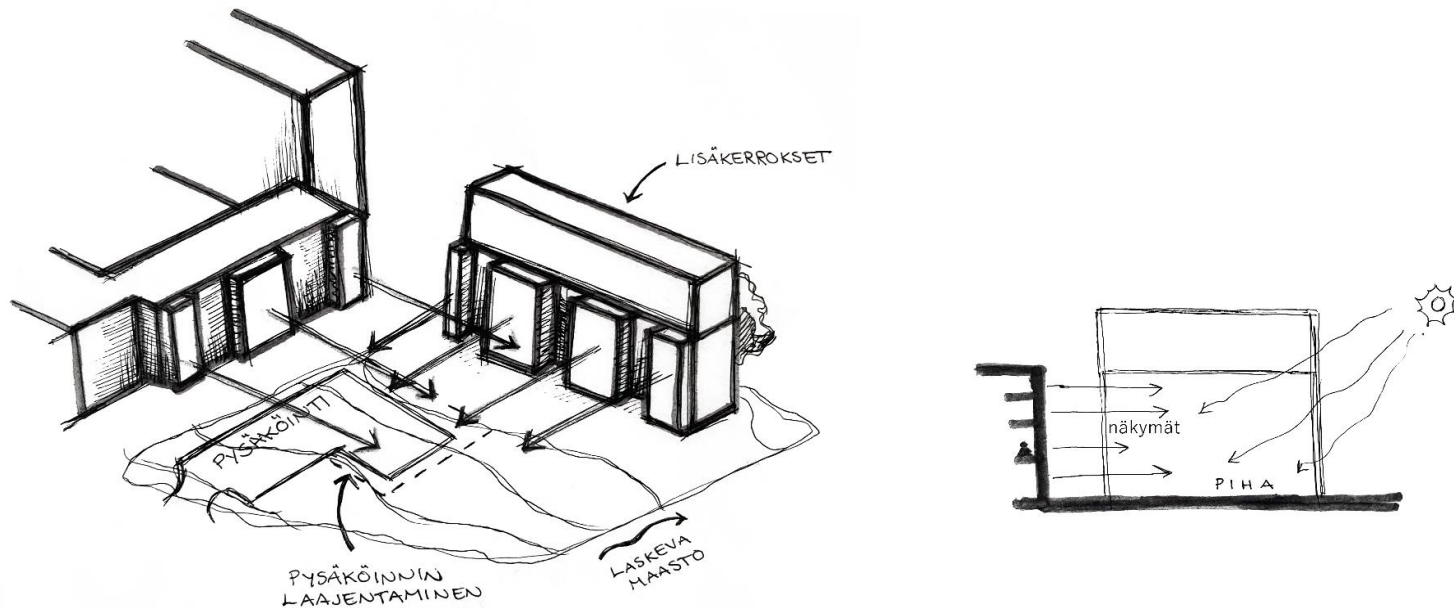 LISÄKERROKSET
PYSÄKÖINTI
PYSÄKÖINNIN
LAAJENTAMINEN
LASKEVA
MAASTO
näkymät
PIHA